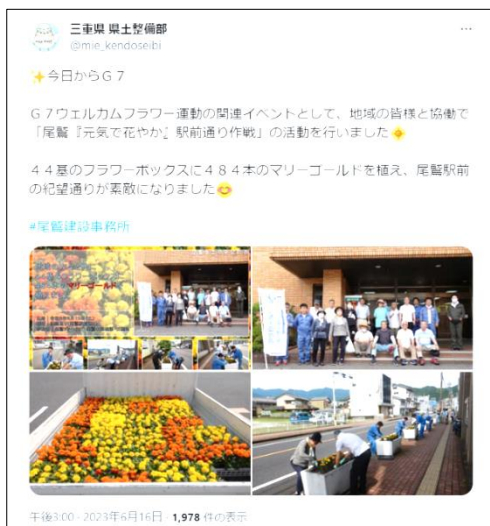 三重県 県土整備部
@mie_kendoseibi
✨今日からG7
G7ウェルカムフラワー運動の関連イベントとして、地域の皆様と協働で
「尾鷲『元気で花やか』駅前通り作戦」の活動を行いました
44基のフラワーボックスに484本のマリーゴールドを植え、尾鷲駅前
の紀望通りが素敵になりました😊
#尾鷲建設事務所
マリーゴールド
午後3:00 · 2023年6月16日 · 1,978 件の表示